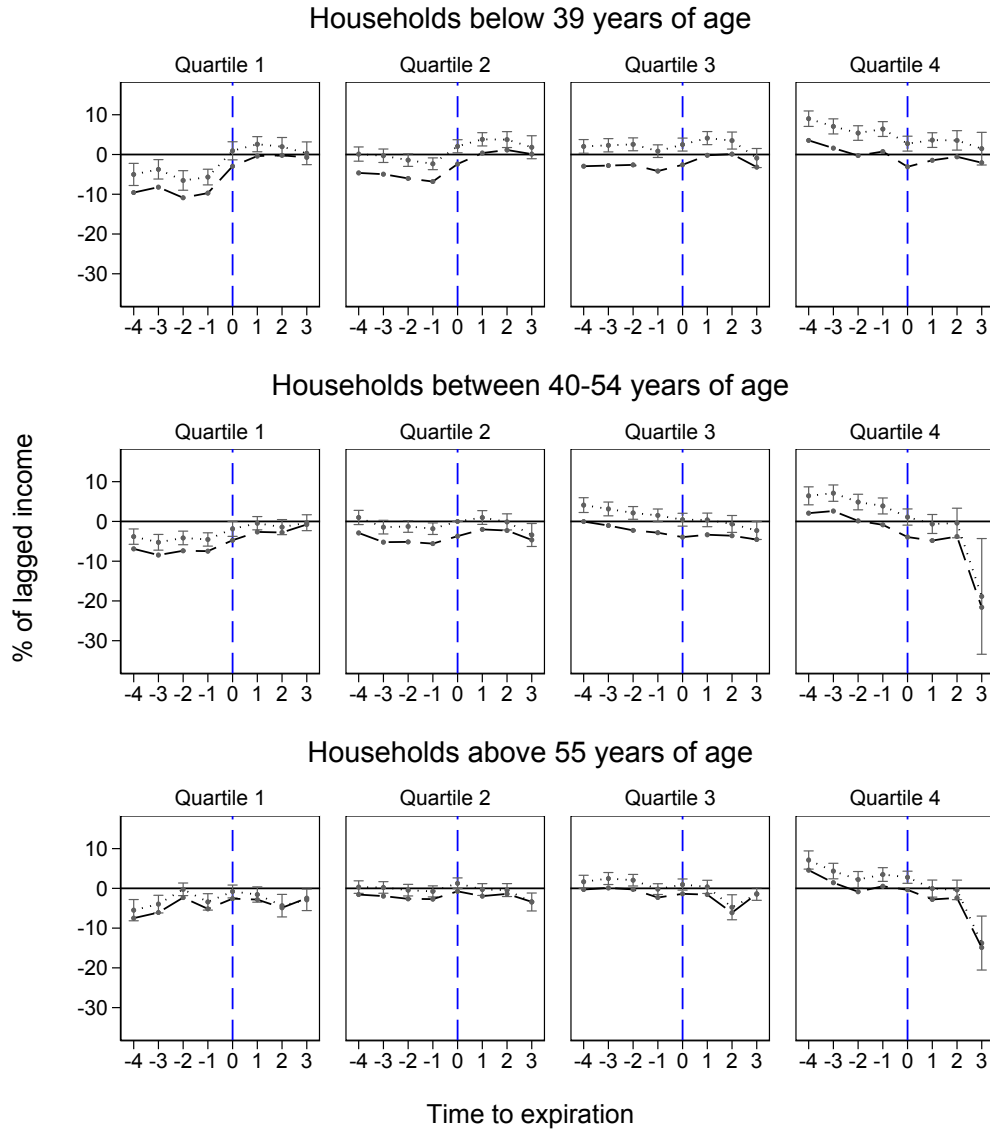 Households below 39 years of age
Quartile 1 Quartile 2 Quartile 3 Quartile 4
10
0
-10
-20
-30
-4 -3 -2 -1 0 1 2 3 -4 -3 -2 -1 0 1 2 3 -4 -3 -2 -1 0 1 2 3 -4 -3 -2 -1 0 1 2 3
Households between 40-54 years of age
Quartile 1 Quartile 2 Quartile 3 Quartile 4
% of lagged income
10
0
-10
-20
-30
-4 -3 -2 -1 0 1 2 3 -4 -3 -2 -1 0 1 2 3 -4 -3 -2 -1 0 1 2 3 -4 -3 -2 -1 0 1 2 3
Households above 55 years of age
Quartile 1 Quartile 2 Quartile 3 Quartile 4
10
0
-10
-20
-30
-4 -3 -2 -1 0 1 2 3 -4 -3 -2 -1 0 1 2 3 -4 -3 -2 -1 0 1 2 3 -4 -3 -2 -1 0 1 2 3
Time to expiration